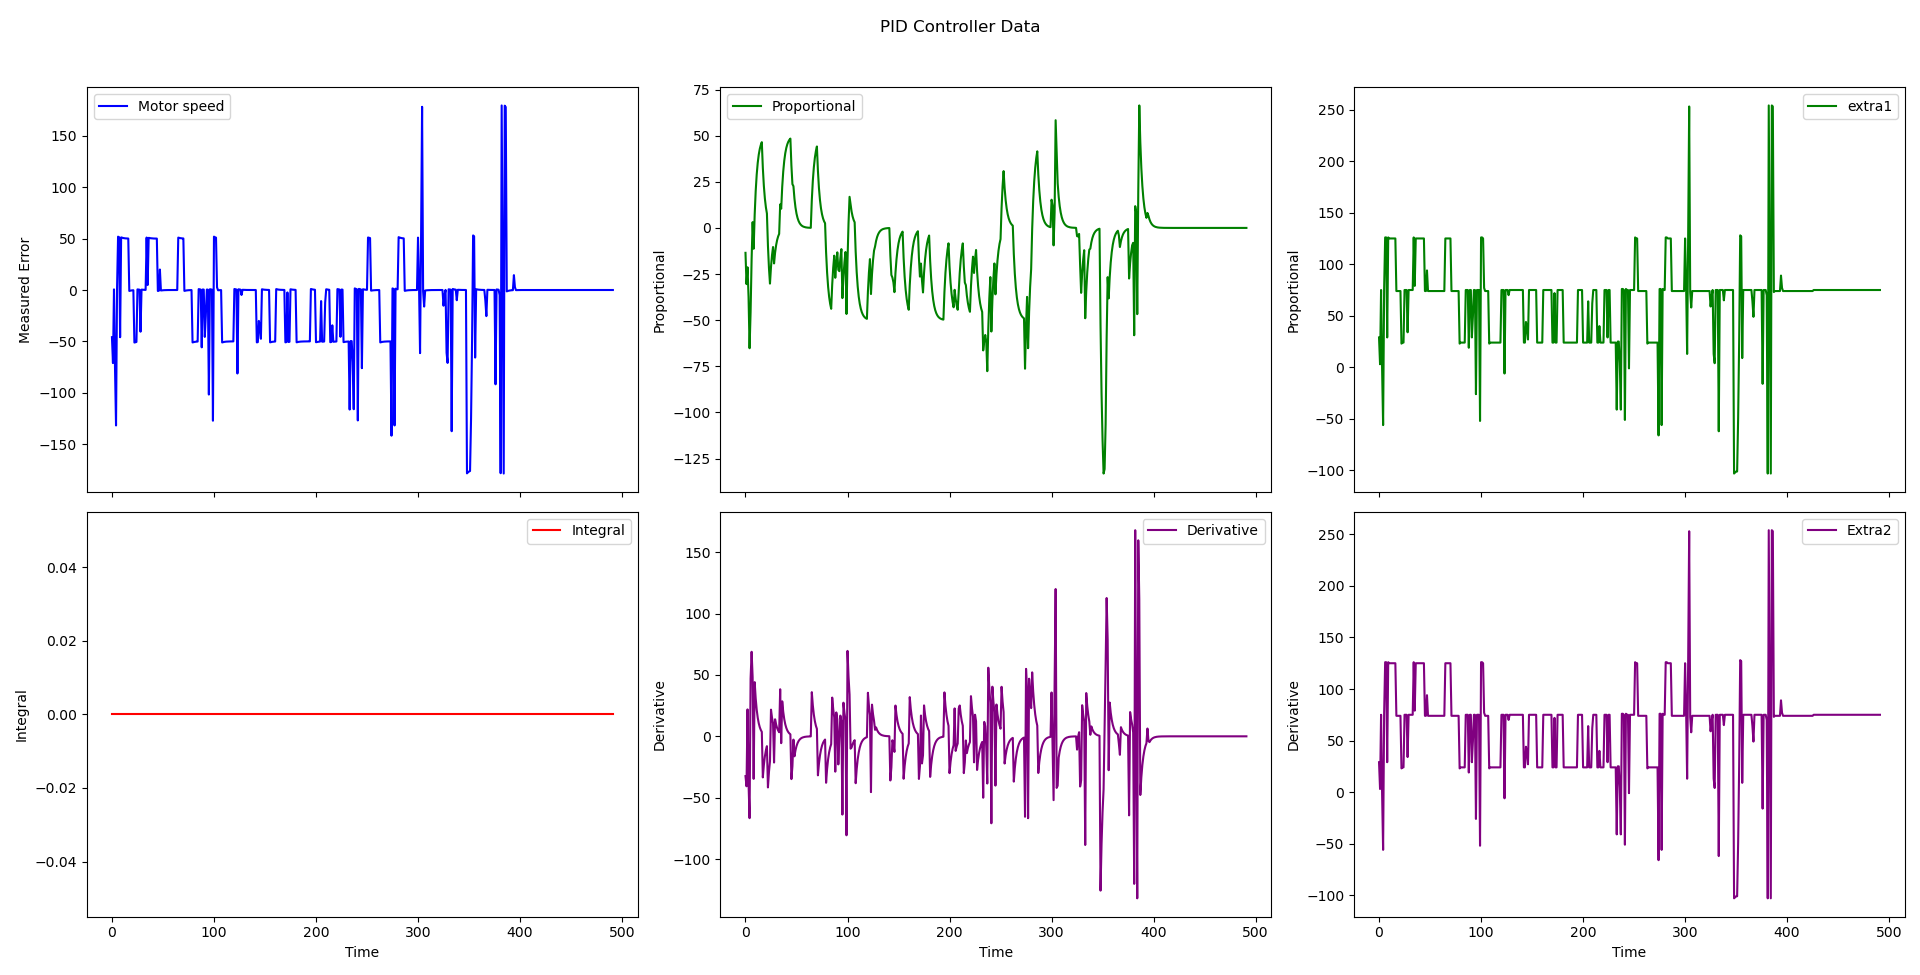 PID Controller Data
Motor speed
Measured Error
150
100
50
0
−50
−100
−150
Proportional
Proportional
75
50
25
0
−25
−50
−75
−100
−125
extra1
Proportional
250
200
150
100
50
0
−50
−100
Integral
Integral
0.04
0.02
0.00
−0.02
−0.04
0 100 200 300 400 500
Time
Derivative
Derivative
150
100
50
0
−50
−100
0 100 200 300 400 500
Time
Extra2
Derivative
250
200
150
100
50
0
−50
−100
0 100 200 300 400 500
Time